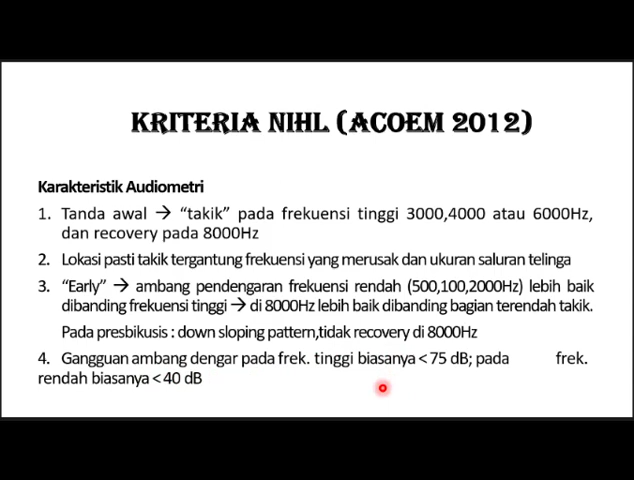 KRITERIA NIHL (ACOEM 2012)
Karakteristik Audiometri
1. Tanda awal → “takik” pada frekuensi tinggi 3000,4000 atau 6000Hz,
dan recovery pada 8000Hz
2. Lokasi pasti takik tergantung frekuensi yang merusak dan ukuran saluran telinga
3. “Early” → ambang pendengaran frekuensi rendah (500,100,2000Hz) lebih baik
dibanding frekuensi tinggi → di 8000Hz lebih baik dibanding bagian terendah takik.
Pada presbikusis : down sloping pattern,tidak recovery di 8000Hz
4. Gangguan ambang dengar pada frek. tinggi biasanya < 75 dB; pada frek.
rendah biasanya < 40 dB